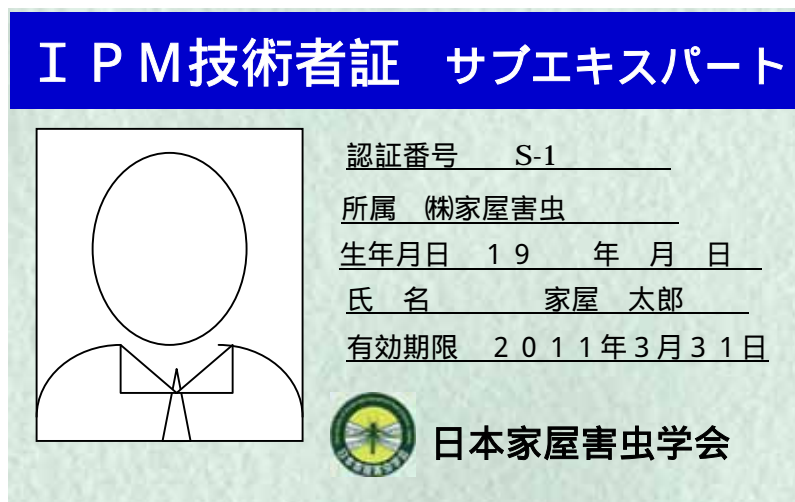 ＩＰＭ技術者証　サブエキスパート
認証番号　　S-1
所属　㈱家屋害虫
生年月日　１９　　年　月　日
氏　名　　　　家屋　太郎
有効期限　２０１１年３月３１日
日本家屋害虫学会